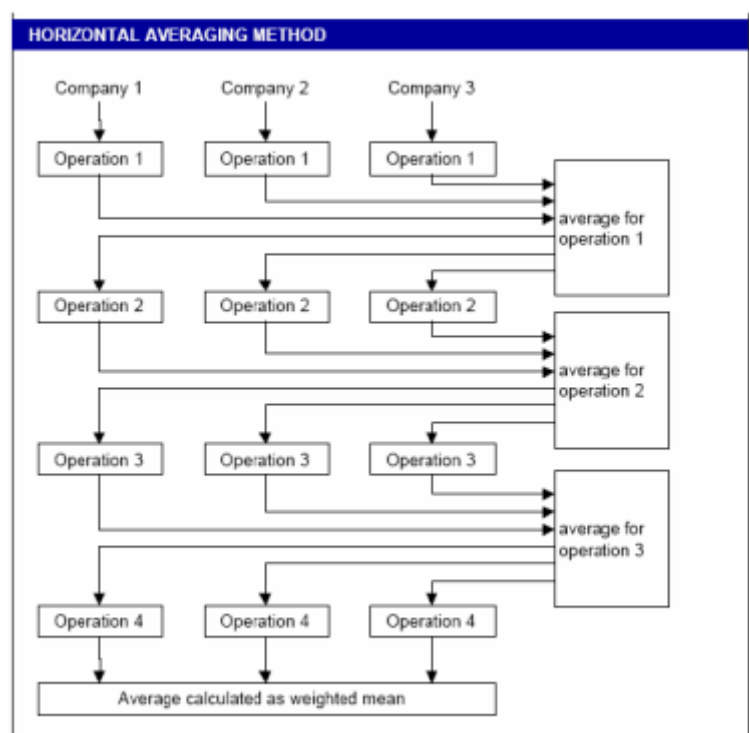 HORIZONTAL AVERAGING METHOD
Company 1
Company 2
Company 3
Operation 1
Operation 1
Operation 1
average for
operation 1
Operation 2
Operation 2
Operation 2
average for
operation 2
Operation 3
Operation 3
Operation 3
average for
operation 3
Operation 4
Operation 4
Operation 4
Average calculated as weighted mean